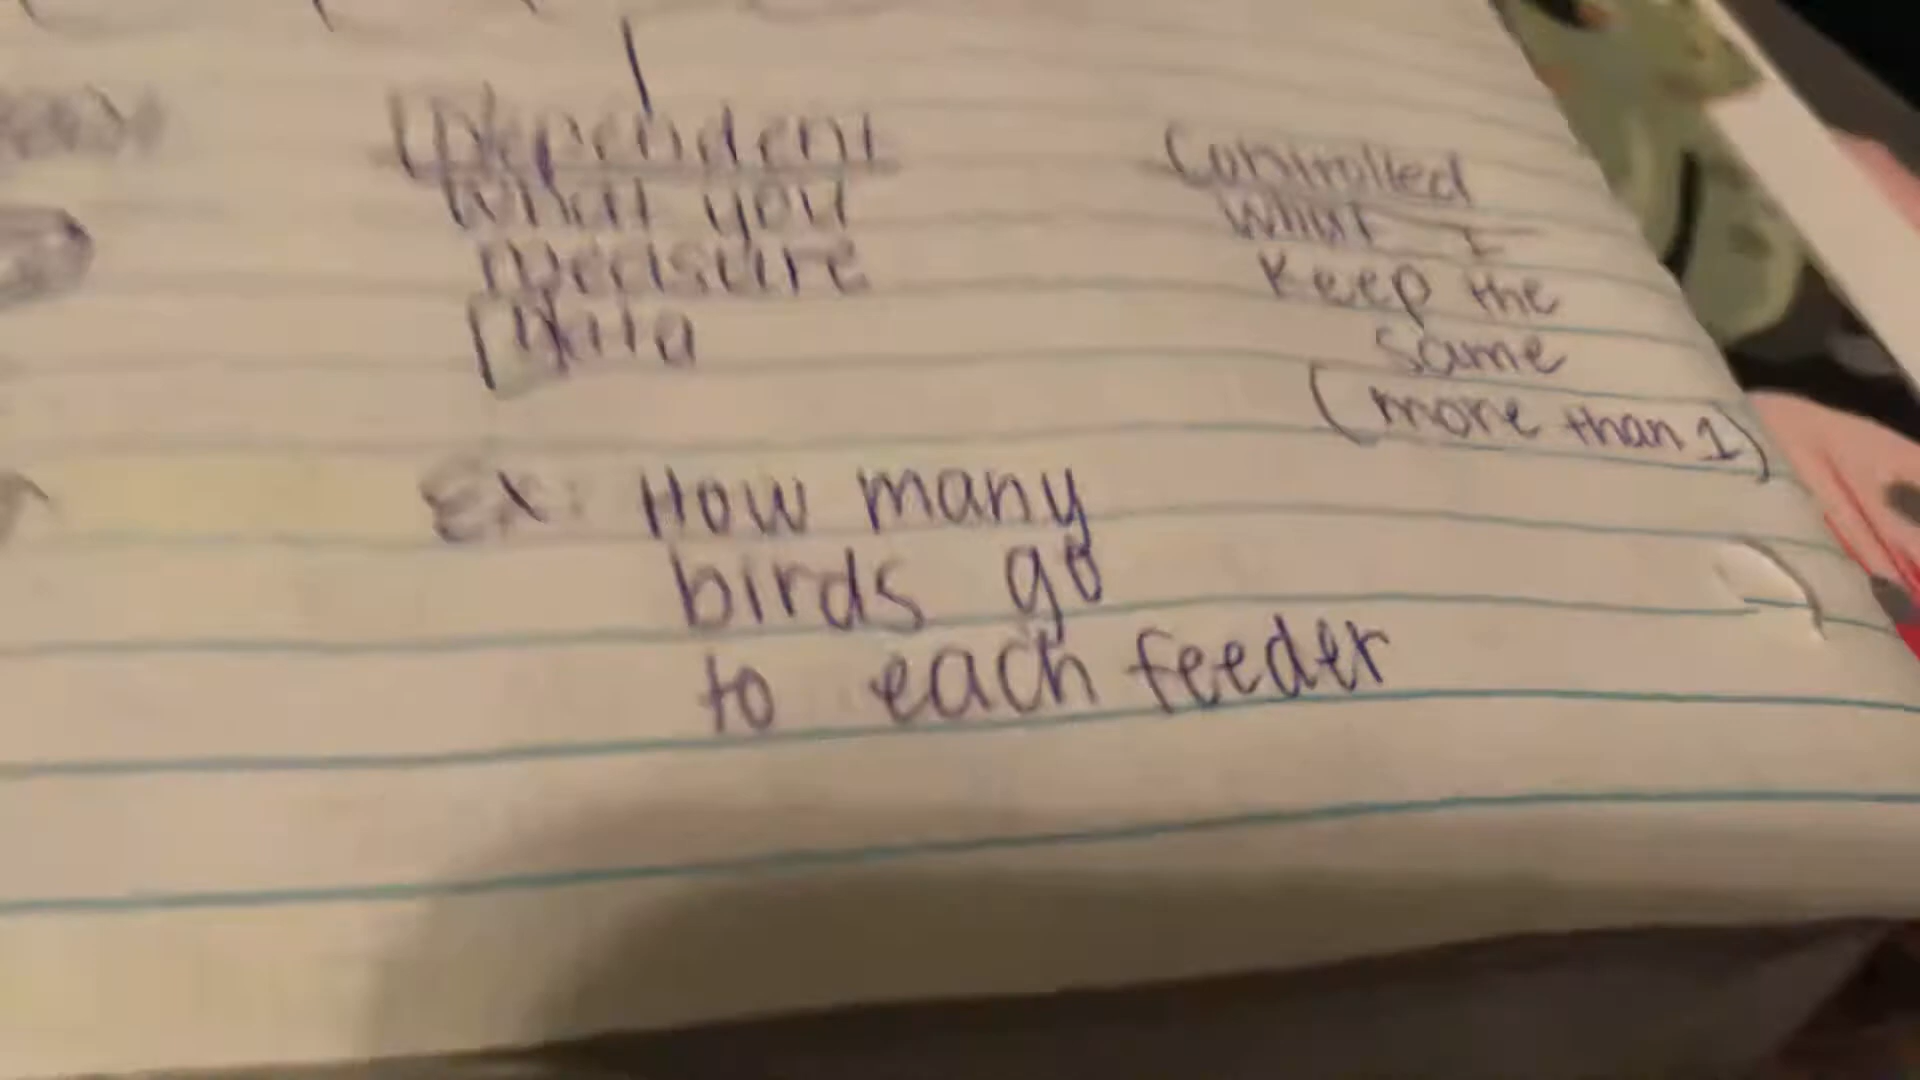 Dependent
what you
measure
Data
Controlled
what I
keep the
same
(more than 1)
Ex: How many
birds go
to each feeder